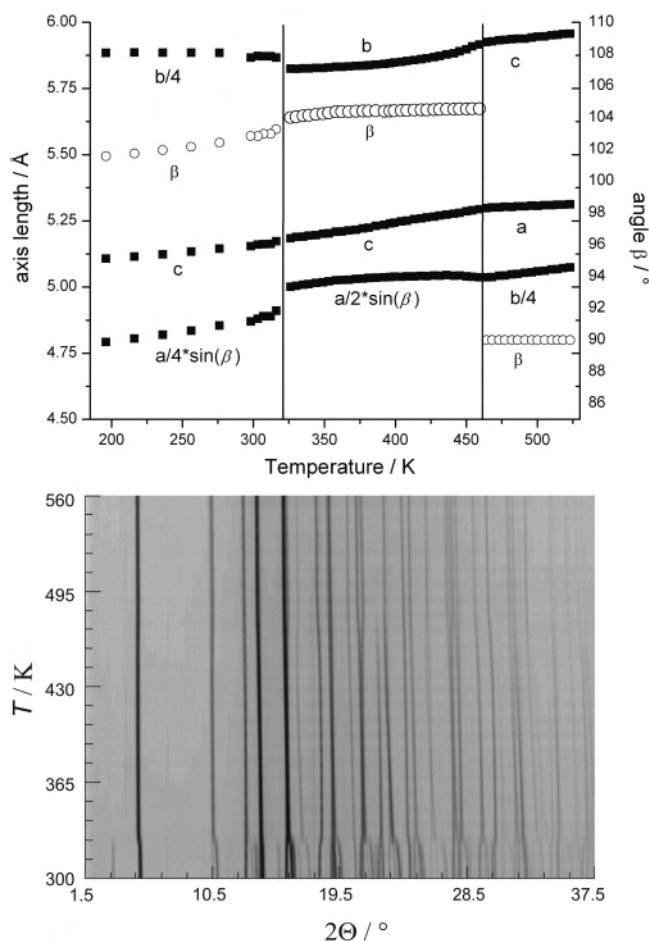 6.00
5.75
5.50
5.25
5.00
4.75
4.50
axis length / Å
110
108
106
104
102
100
98
96
94
92
90
88
86
angle β / °
b/4
b
c
β
β
c
c
a
a/4*sin(β)
a/2*sin(β)
b/4
β
200 250 300 350 400 450 500
Temperature / K
560
495
430
365
300
T / K
1.5 10.5 19.5 28.5 37.5
2Θ / °